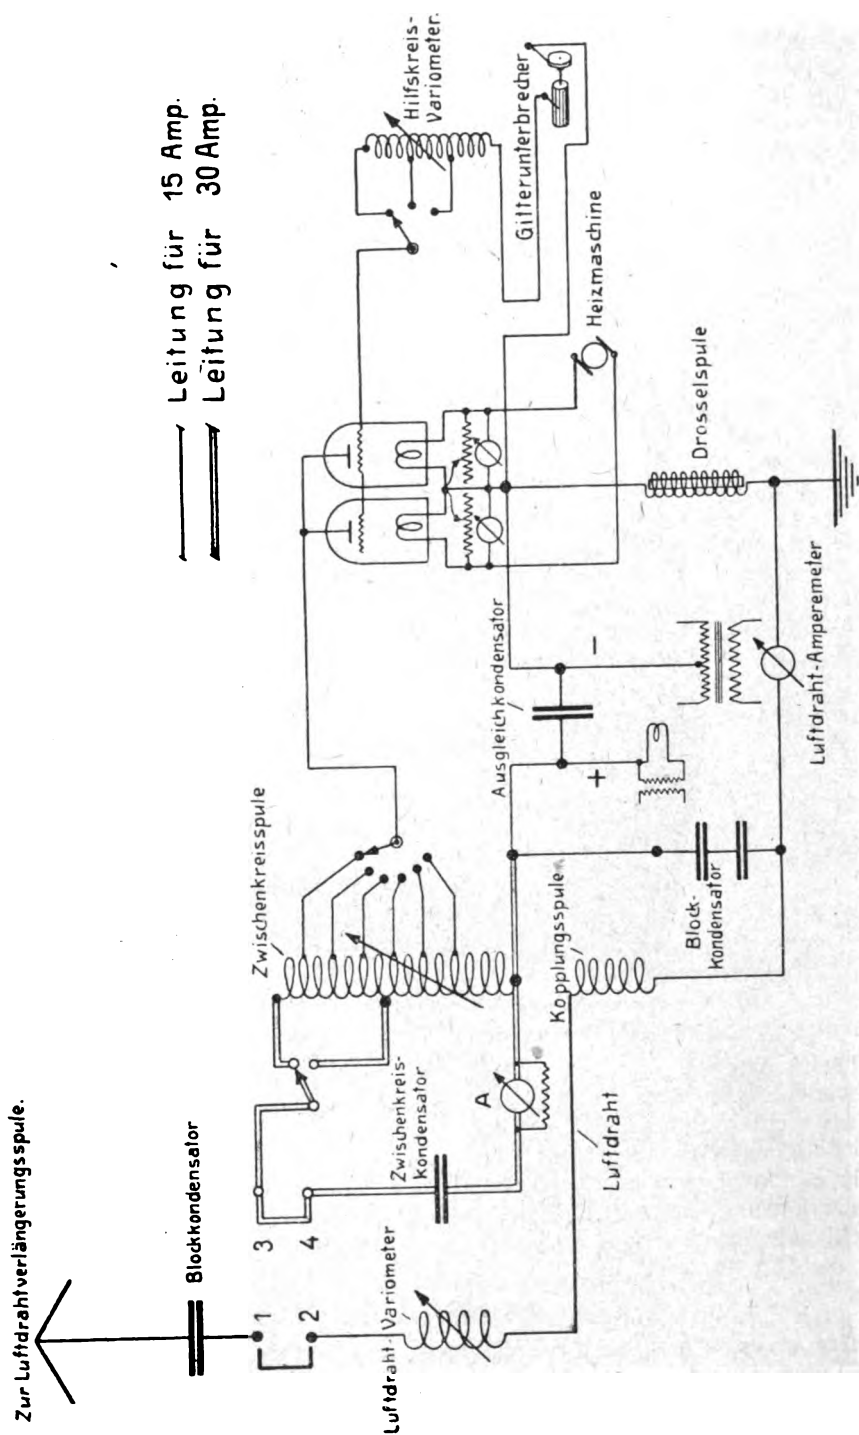 Zur Luftdrahtverlängerungsspule.
Blockkondensator
Leitung für 15 Amp.
Leitung für 30 Amp.
1
2
3
4
Luftdraht-Variometer
Zwischenkreis-
kondensator
A
Luftdraht
Zwischenkreisspule
Kopplungsspule
Block-
kondensator
Ausgleichkondensator
+
−
Luftdraht-Amperemeter
Drosselspule
Heizmaschine
Gitterunterbrecher
Hilfskreis-
Variometer.